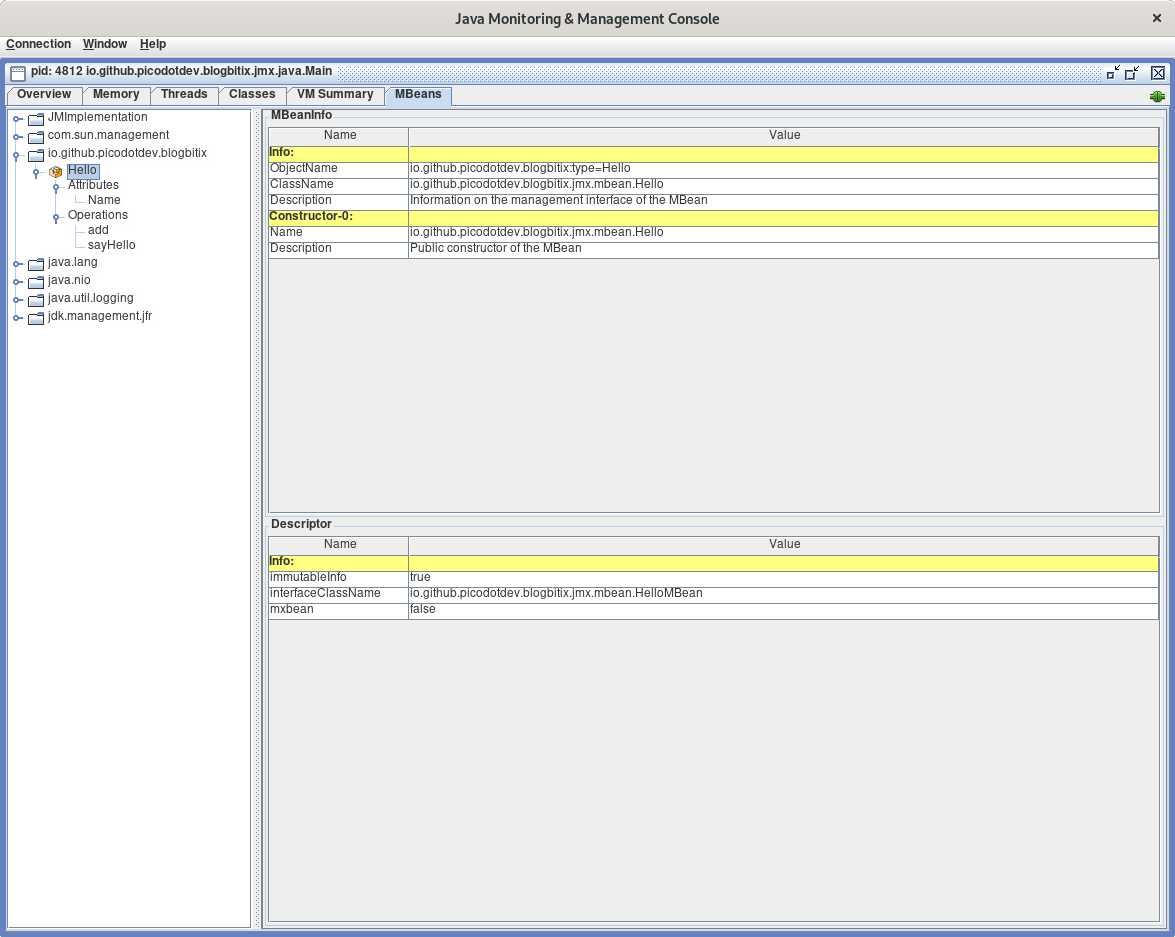 Java Monitoring & Management Console
Connection Window Help
pid: 4812 io.github.picodotdev.blogbitix.jmx.java.Main
Overview Memory Threads Classes VM Summary MBeans
JMImplementation
com.sun.management
io.github.picodotdev.blogbitix
Hello
Attributes
Name
Operations
add
sayHello
java.lang
java.nio
java.util.logging
jdk.management.jfr
MBeanInfo
Name Value
Info:
ObjectName io.github.picodotdev.blogbitix:type=Hello
ClassName io.github.picodotdev.blogbitix.jmx.mbean.Hello
Description Information on the management interface of the MBean
Constructor-0:
Name io.github.picodotdev.blogbitix.jmx.mbean.Hello
Description Public constructor of the MBean
Descriptor
Name Value
Info:
immutableInfo true
interfaceClassName io.github.picodotdev.blogbitix.jmx.mbean.HelloMBean
mxbean false